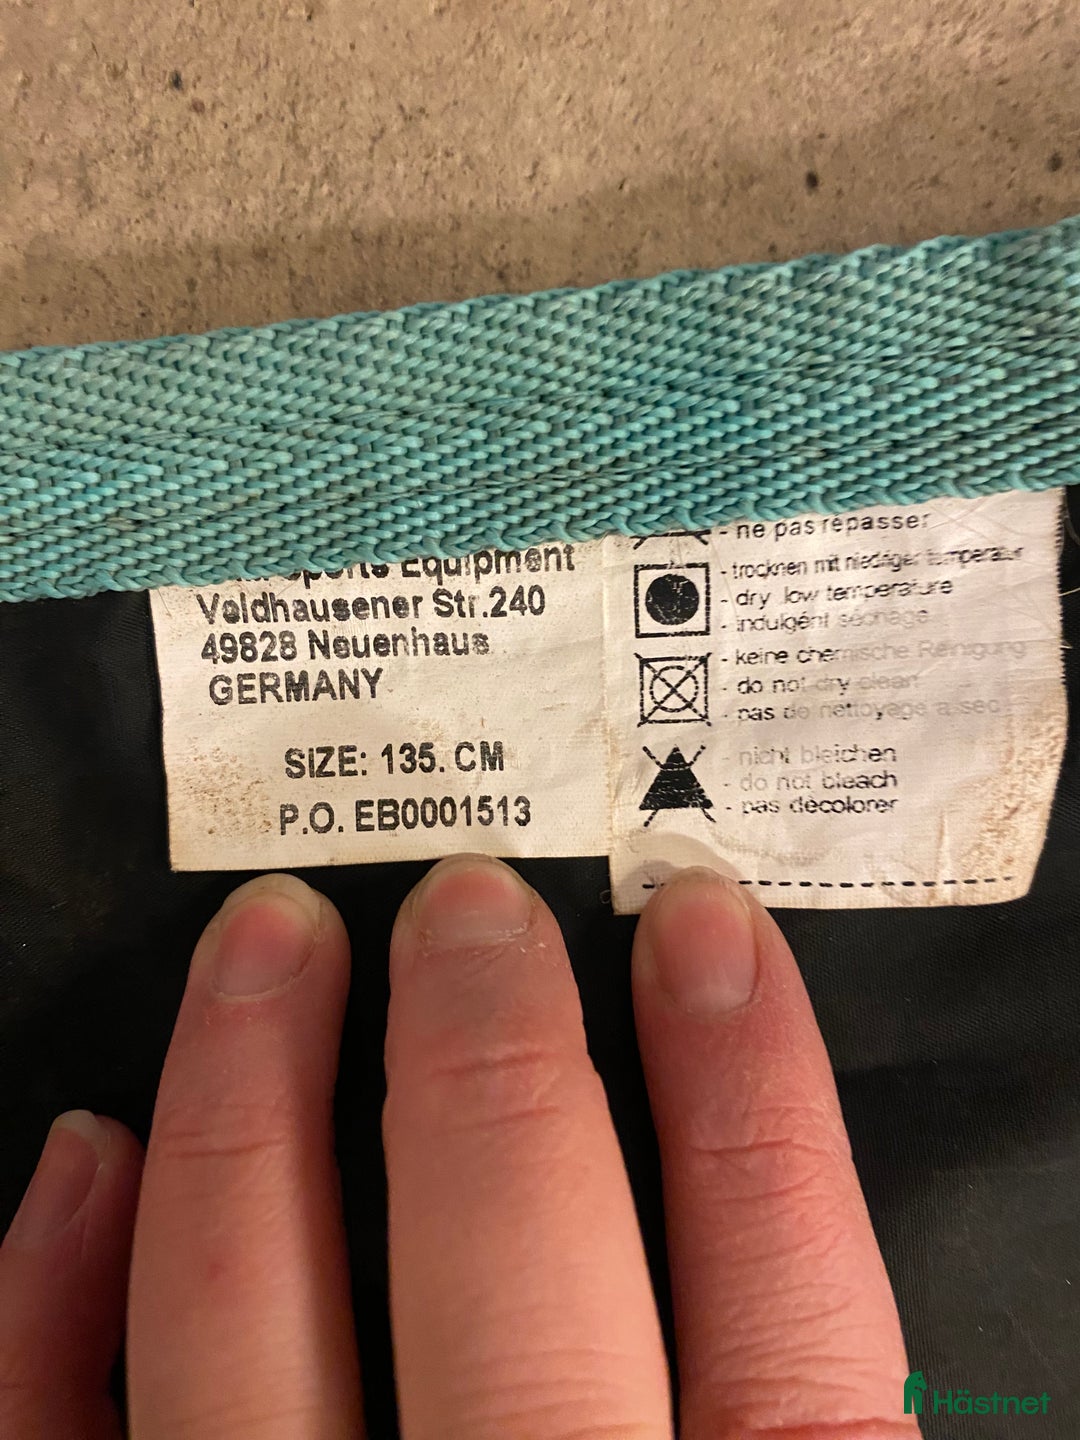 Sports Equipment
Veldhausener Str.240
49828 Neuenhaus
GERMANY
SIZE: 135. CM
P.O. EB0001513
- ne pas repasser
- trocknen mit niedriger temperatur
- dry low temperature
- indulgént séchage
- keine chemische Reinigung
- do not dry clean
- pas de nettoyage a sec
- nicht bleichen
- do not bleach
- pas décolorer
Hästnet